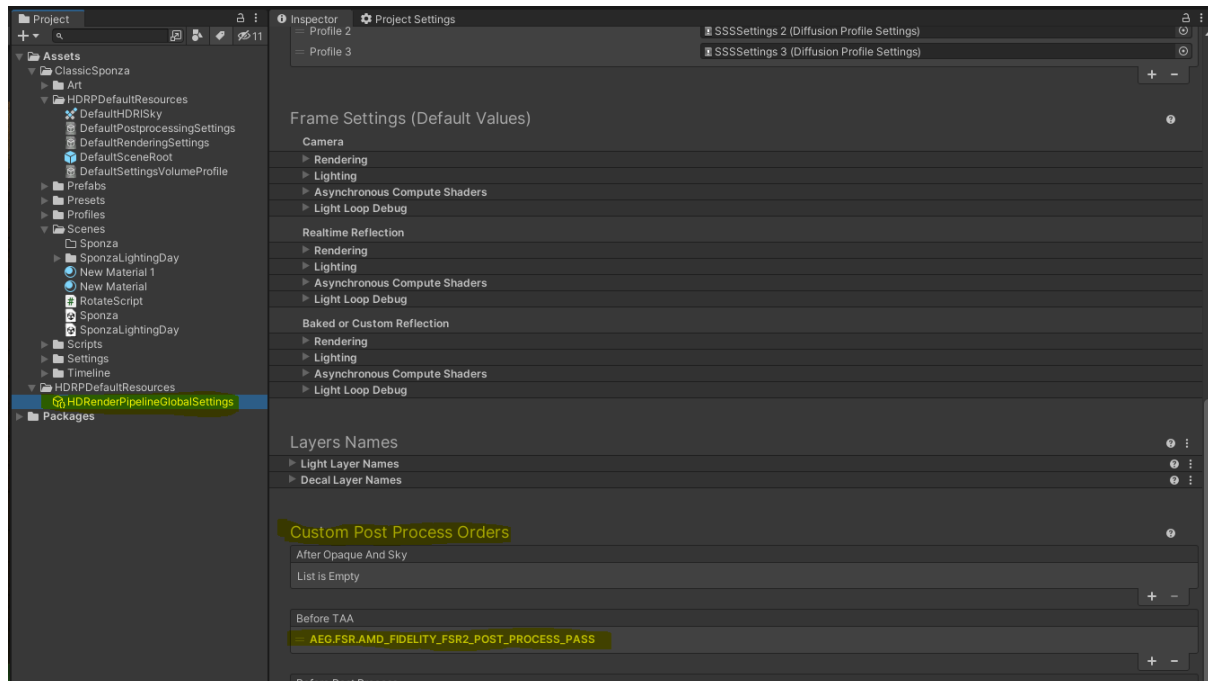 Project
Inspector
Project Settings
11
Assets
ClassicSponza
Art
HDRPDefaultResources
DefaultHDRISky
DefaultPostprocessingSettings
DefaultRenderingSettings
DefaultSceneRoot
DefaultSettingsVolumeProfile
Prefabs
Presets
Profiles
Scenes
Sponza
SponzaLightingDay
New Material 1
New Material
RotateScript
Sponza
SponzaLightingDay
Scripts
Settings
Timeline
HDRPDefaultResources
HDRenderPipelineGlobalSettings
Packages
Profile 2
SSSSettings 2 (Diffusion Profile Settings)
Profile 3
SSSSettings 3 (Diffusion Profile Settings)
Frame Settings (Default Values)
Camera
Rendering
Lighting
Asynchronous Compute Shaders
Light Loop Debug
Realtime Reflection
Rendering
Lighting
Asynchronous Compute Shaders
Light Loop Debug
Baked or Custom Reflection
Rendering
Lighting
Asynchronous Compute Shaders
Light Loop Debug
Layers Names
Light Layer Names
Decal Layer Names
Custom Post Process Orders
After Opaque And Sky
List is Empty
Before TAA
AEG.FSR.AMD_FIDELITY_FSR2_POST_PROCESS_PASS